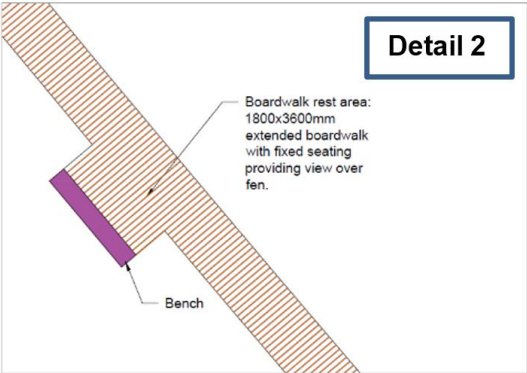 Detail 2
Boardwalk rest area:
1800x3600mm
extended boardwalk
with fixed seating
providing view over
fen.
Bench